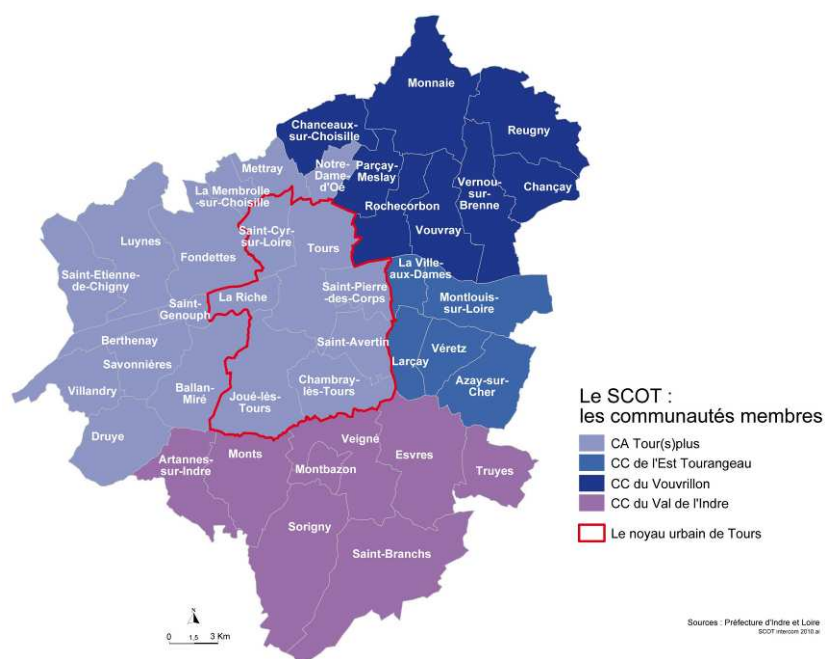 Monnaie
Chanceaux-
sur-Choisille
Reugny
Mettray
Notre-
Dame-
d'Oé
Parçay-
Meslay
La Membrolle
-sur-Choisille
Vernou-
sur-
Brenne
Chançay
Rochecorbon
Luynes
Saint-Cyr-
sur-Loire
Tours
Vouvray
Fondettes
La Ville-
aux-Dames
Saint-Etienne-
de-Chigny
Saint-
Genouph
La Riche
Saint-Pierre
-des-Corps
Montlouis-
sur-Loire
Berthenay
Saint-Avertin
Savonnières
Larçay
Véretz
Villandry
Ballan-
Miré
Joué-lès-
Tours
Chambray-
lès-Tours
Azay-sur-
Cher
Druye
Artannes-
sur-Indre
Monts
Veigné
Montbazon
Esvres
Truyes
Sorigny
Saint-Branchs
Le SCOT :
les communautés membres
CA Tour(s)plus
CC de l'Est Tourangeau
CC du Vouvrillon
CC du Val de l'Indre
Le noyau urbain de Tours
N
0 1,5 3 Km
Sources : Préfecture d'Indre et Loire
SCOT intercom 2010.ai